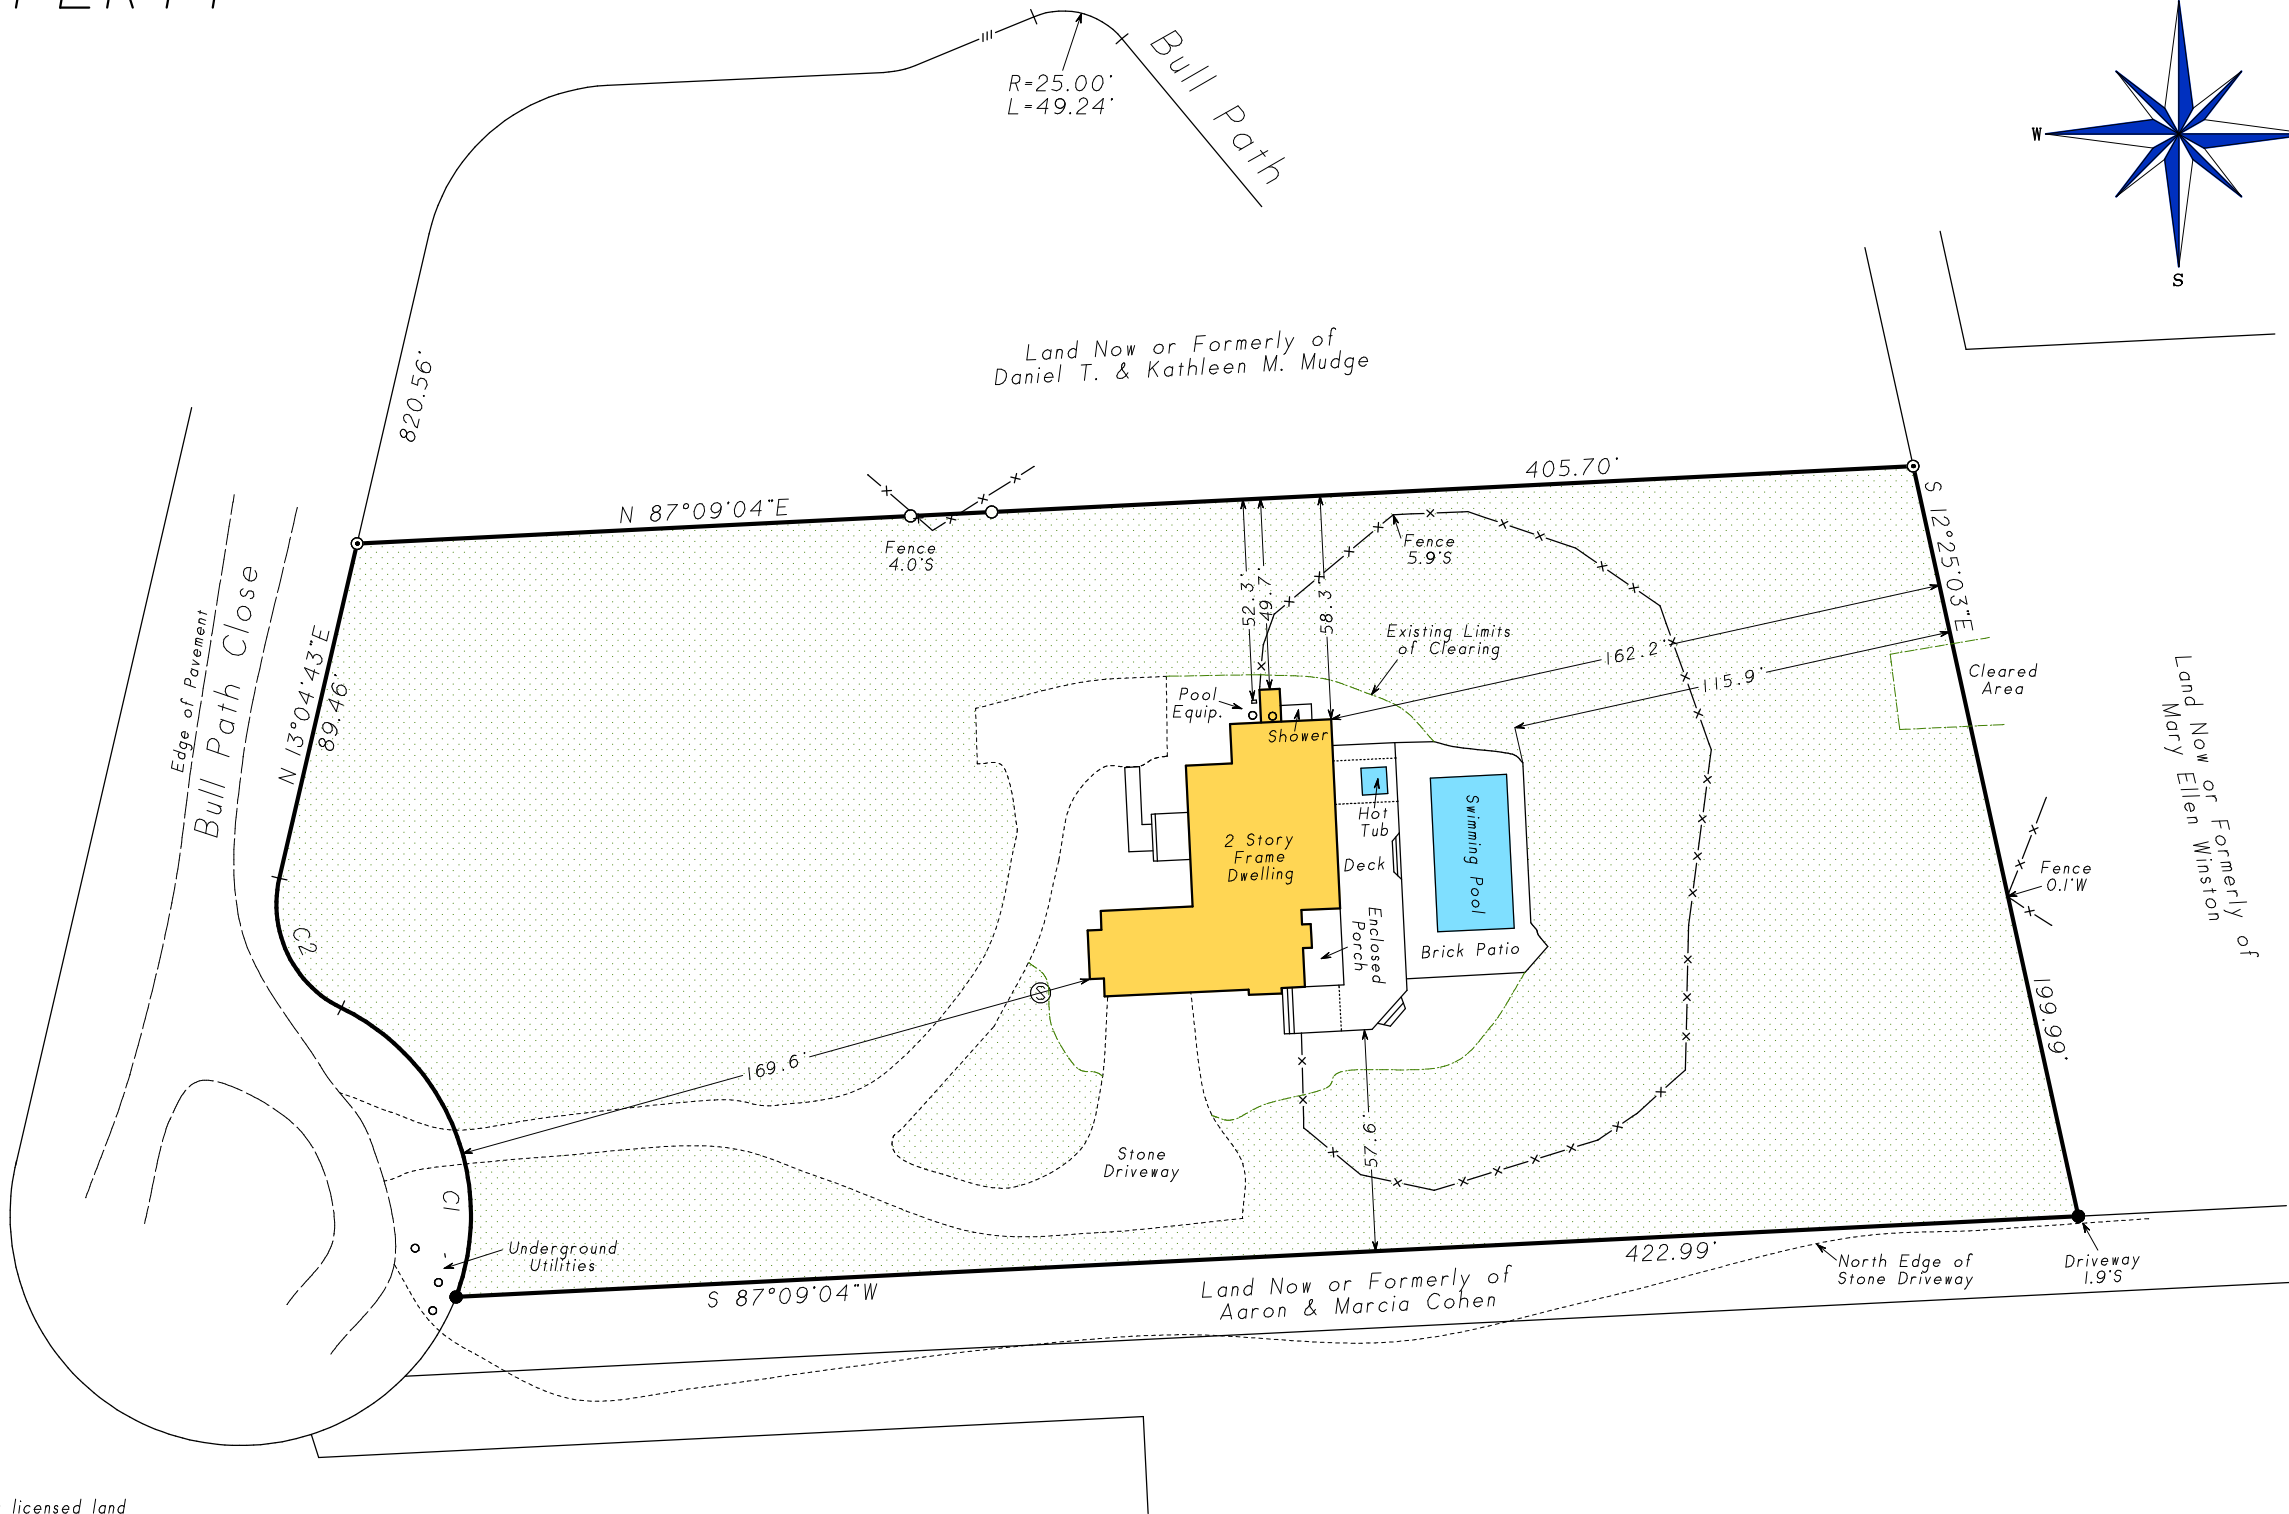 R=25.00'
L=49.24'
Bull Path
W
S
820.56'
Land Now or Formerly of
Daniel T. & Kathleen M. Mudge
N 87°09'04"E
405.70'
Fence
4.0'S
Fence
5.9'S
S 12°25'03"E
199.99'
Edge of Pavement
Bull Path Close
N 13°04'43"E
89.46'
52.3'
49.7'
58.3'
Existing Limits
of Clearing
162.2'
115.9'
Cleared
Area
Land Now or Formerly of
Mary Ellen Winston
Pool
Equip.
Shower
Hot
Tub
Swimming Pool
2 Story
Frame
Dwelling
Deck
Enclosed
Porch
Brick Patio
Fence
0.1'W
C2
169.6'
57.6'
Stone
Driveway
C1
Underground
Utilities
S 87°09'04"W
422.99'
Land Now or Formerly of
Aaron & Marcia Cohen
North Edge of
Stone Driveway
Driveway
1.9'S
S
licensed land